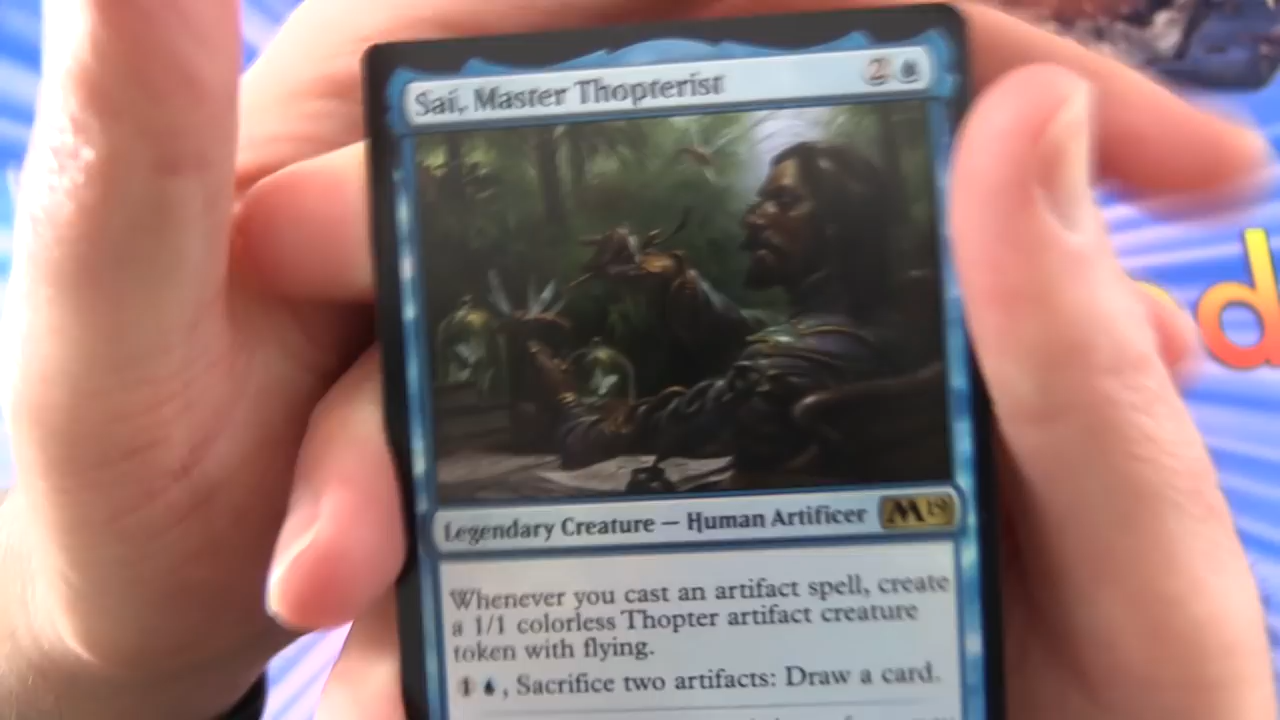 Sai, Master Thopterist 2
Legendary Creature — Human Artificer M19
Whenever you cast an artifact spell, create
a 1/1 colorless Thopter artifact creature
token with flying.
1 , Sacrifice two artifacts: Draw a card.
d